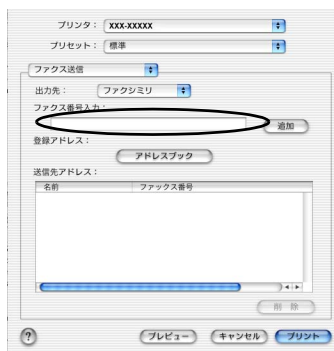 プリンタ： XXX-XXXXX
プリセット： 標準
ファクス送信
出力先： ファクシミリ
ファクス番号入力：
追加
登録アドレス：
アドレスブック
送信先アドレス：
名前 ファックス番号
削 除
? プレビュー キャンセル プリント